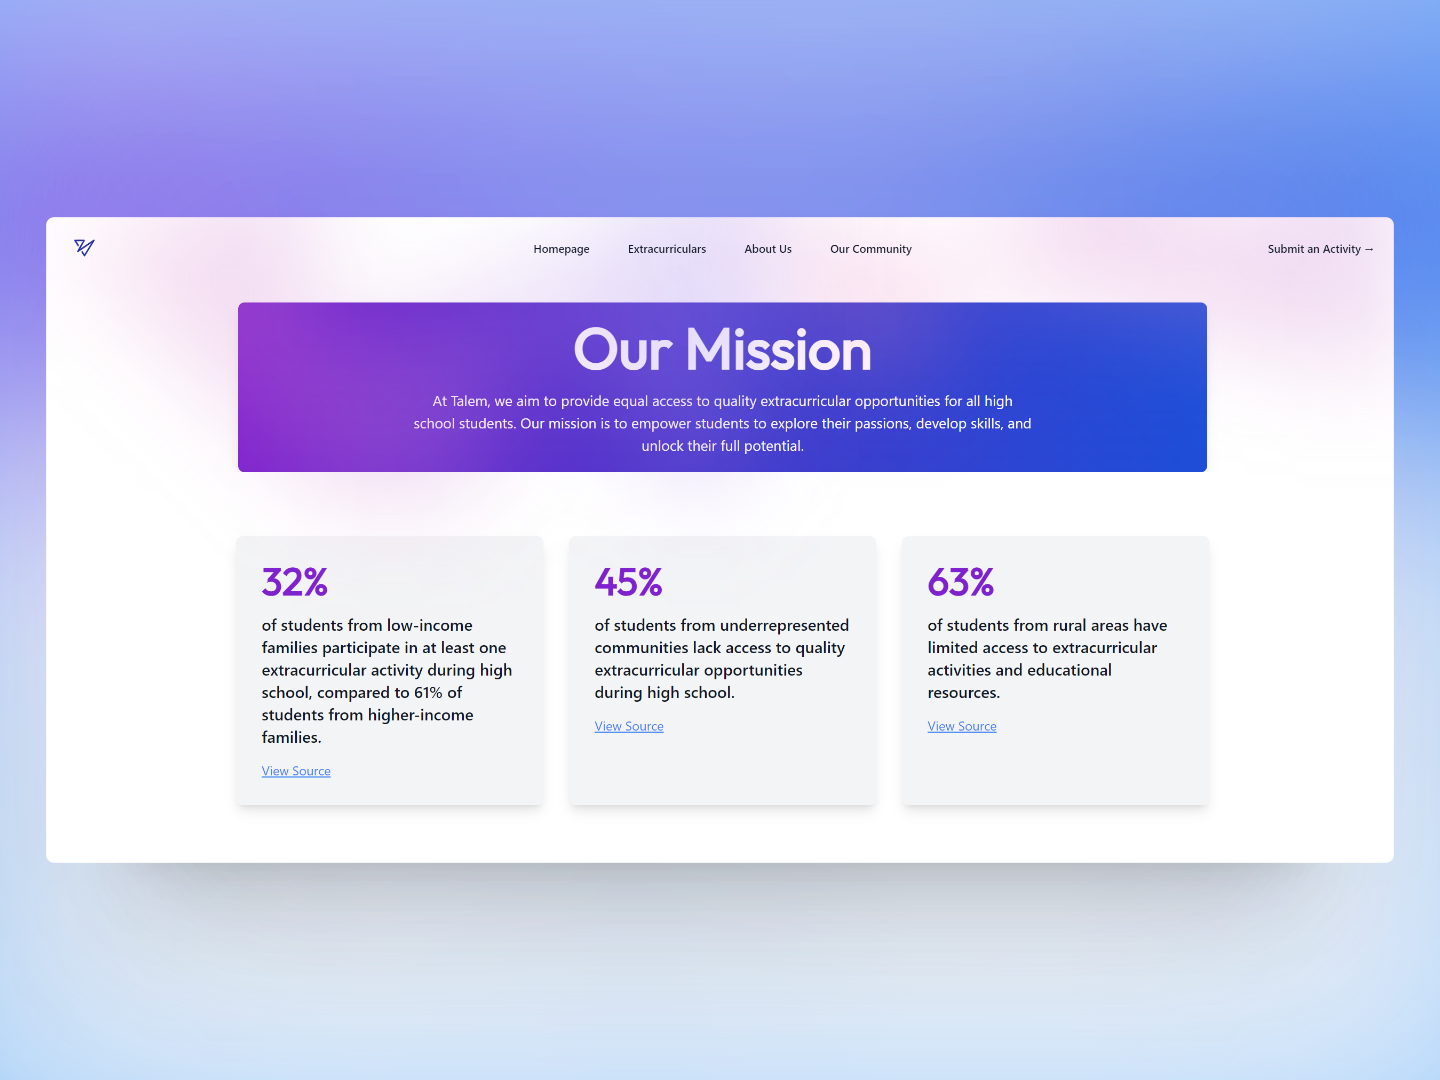 Homepage
Extracurriculars
About Us
Our Community
Submit an Activity →
Our Mission
At Talem, we aim to provide equal access to quality extracurricular opportunities for all high
school students. Our mission is to empower students to explore their passions, develop skills, and
unlock their full potential.
32%
of students from low-income
families participate in at least one
extracurricular activity during high
school, compared to 61% of
students from higher-income
families.
View Source
45%
of students from underrepresented
communities lack access to quality
extracurricular opportunities
during high school.
View Source
63%
of students from rural areas have
limited access to extracurricular
activities and educational
resources.
View Source